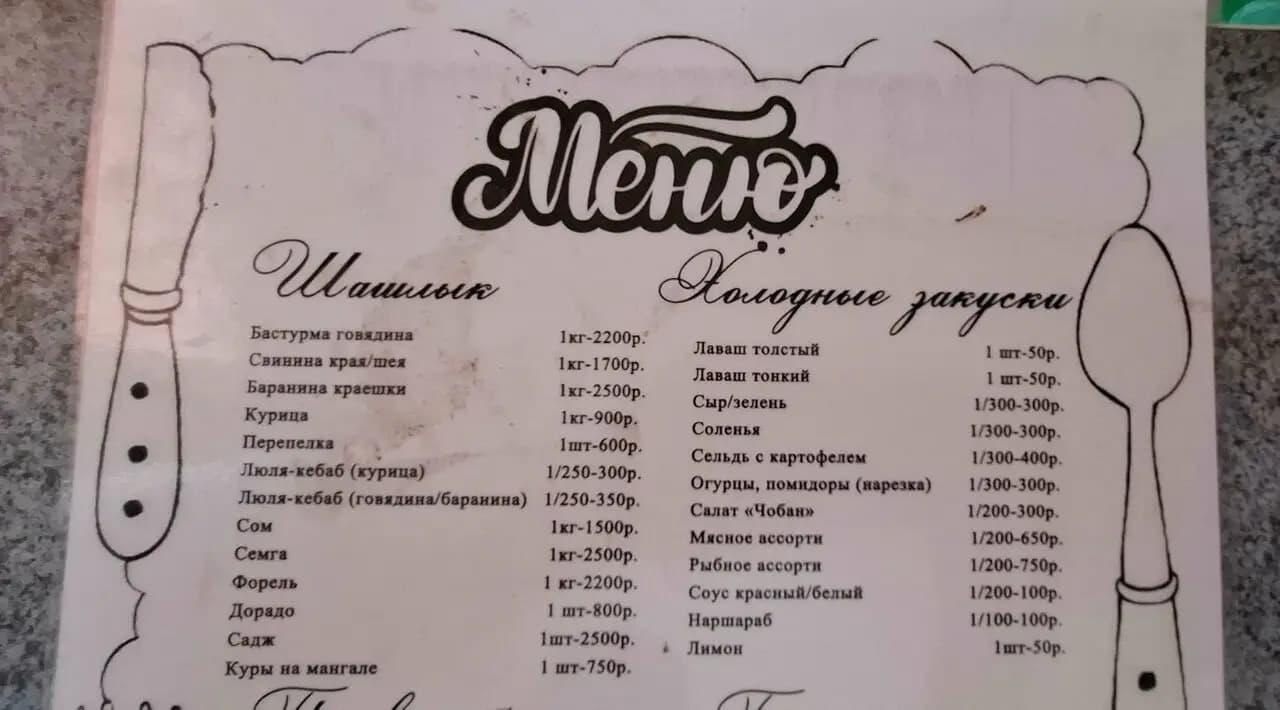 Меню
Шашлык
Бастурма говядина 1кг-2200р.
Свинина края/шея 1кг-1700р.
Баранина краешки 1кг-2500р.
Курица 1кг-900р.
Перепелка 1шт-600р.
Люля-кебаб (курица) 1/250-300р.
Люля-кебаб (говядина/баранина) 1/250-350р.
Сом 1кг-1500р.
Семга 1кг-2500р.
Форель 1 кг-2200р.
Дорадо 1 шт-800р.
Садж 1шт-2500р.
Куры на мангале 1 шт-750р.
Холодные закуски
Лаваш толстый 1 шт-50р.
Лаваш тонкий 1 шт-50р.
Сыр/зелень 1/300-300р.
Соленья 1/300-300р.
Сельдь с картофелем 1/300-400р.
Огурцы, помидоры (нарезка) 1/300-300р.
Салат «Чобан» 1/200-300р.
Мясное ассорти 1/200-650р.
Рыбное ассорти 1/200-750р.
Соус красный/белый 1/200-100р.
Наршараб 1/100-100р.
Лимон 1шт-50р.